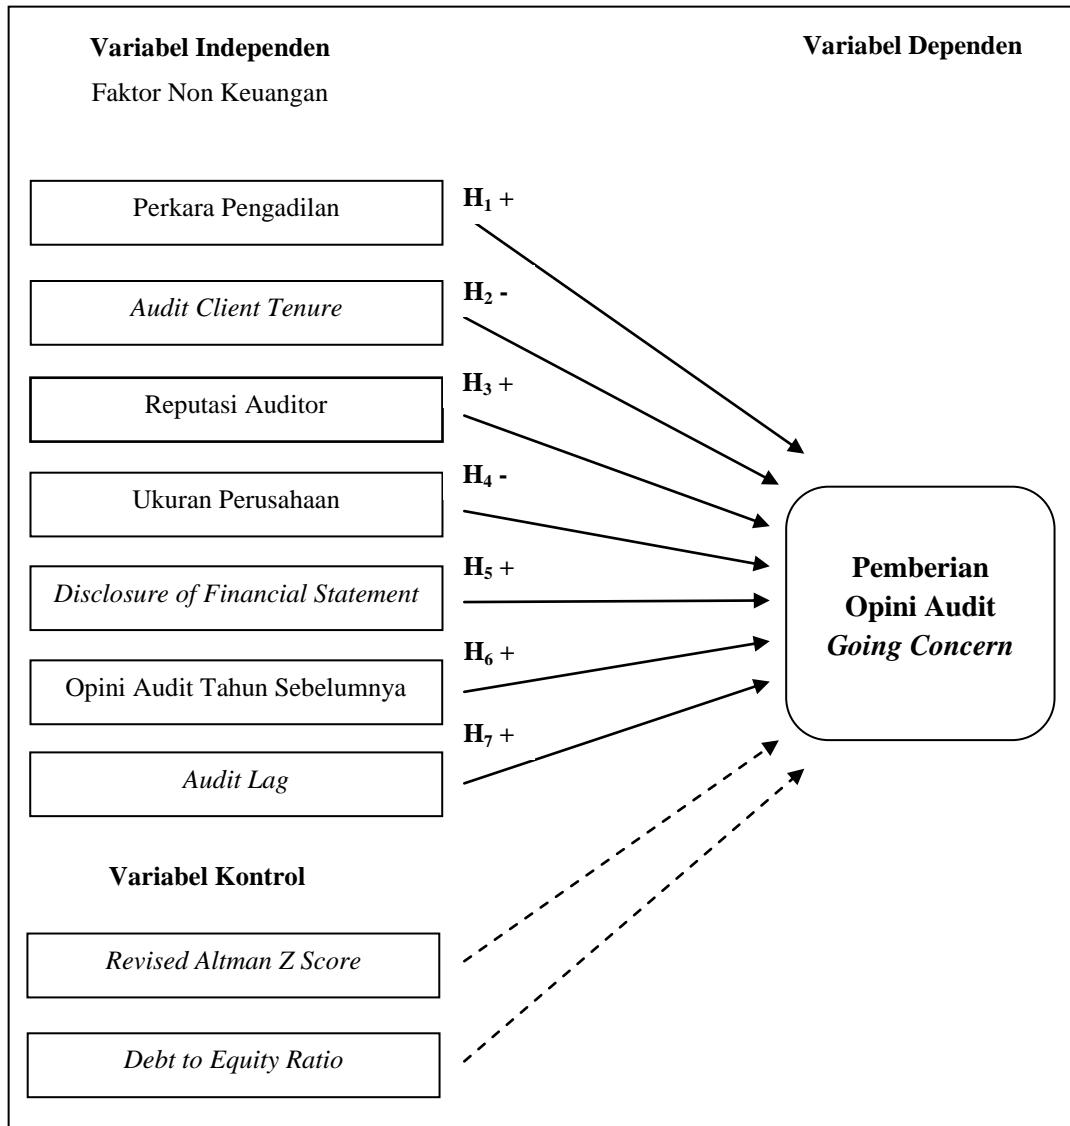 Variabel Independen
Variabel Dependen
Faktor Non Keuangan
Perkara Pengadilan
H1 +
Audit Client Tenure
H2 -
Reputasi Auditor
H3 +
Ukuran Perusahaan
H4 -
Disclosure of Financial Statement
H5 +
Opini Audit Tahun Sebelumnya
H6 +
Audit Lag
H7 +
Pemberian
Opini Audit
Going Concern
Variabel Kontrol
Revised Altman Z Score
Debt to Equity Ratio